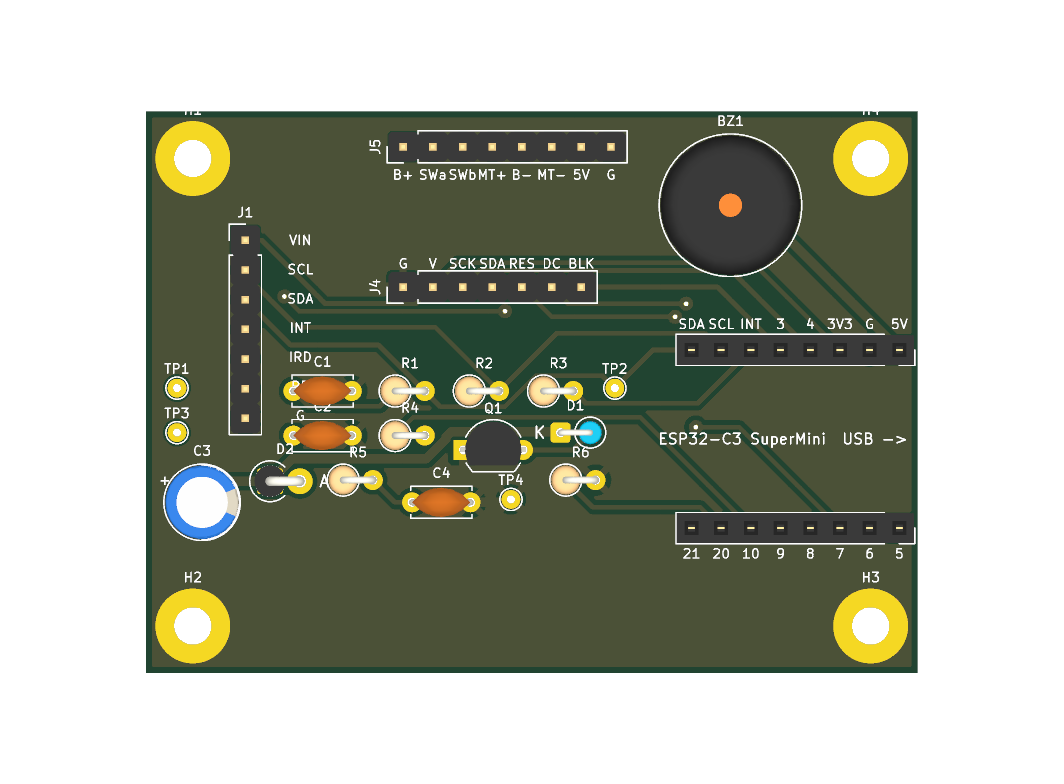 H1
H4
BZ1
J5
B+ SWa SWb MT+ B- MT- 5V G
J1
VIN
SCL
SDA
INT
IRD
G
J4
G V SCK SDA RES DC BLK
SDA SCL INT 3 4 3V3 G 5V
TP1
C1
R1
R2
R3
TP2
TP3
C2
R4
Q1
D1
K
ESP32-C3 SuperMini USB ->
C3
+
D2
A
R5
C4
TP4
R6
21 20 10 9 8 7 6 5
H2
H3